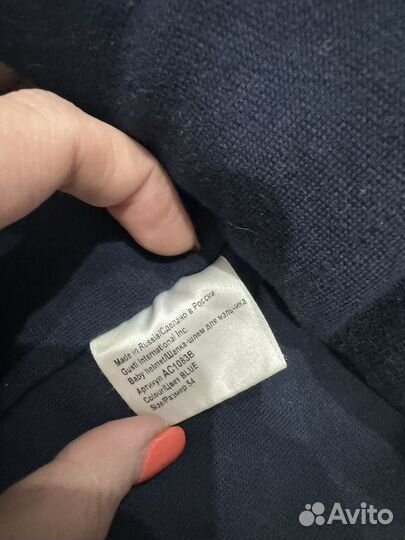 Made in Russia/Сделано в России
Gusti International Inc.
Baby helmet/Шапка-шлем для мальчика
Артикул AC1083B
Colour/Цвет BLUE
Size/Размер 54
Avito